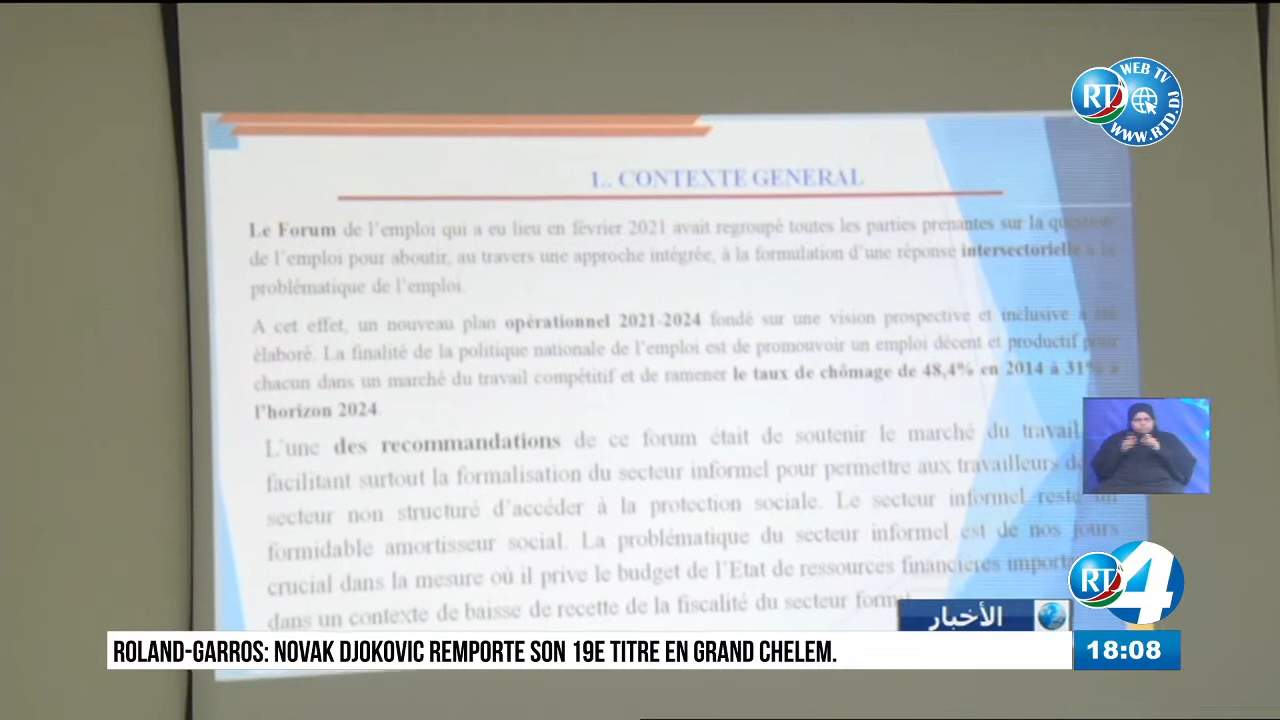 WEB TV
RTD
WWW.RTD.DJ
1.. CONTEXTE GENERAL
Le Forum de l'emploi qui a eu lieu en février 2021 avait regroupé toutes les parties prenantes sur la question
de l'emploi pour aboutir, au travers une approche intégrée, à la formulation d'une réponse intersectorielle à la
problématique de l'emploi.
A cet effet, un nouveau plan opérationnel 2021-2024 fondé sur une vision prospective et inclusive a été
élaboré. La finalité de la politique nationale de l'emploi est de promouvoir un emploi décent et productif pour
chacun dans un marché du travail compétitif et de ramener le taux de chômage de 48,4% en 2014 à 31% à
l'horizon 2024.
L'une des recommandations de ce forum était de soutenir le marché du travail
facilitant surtout la formalisation du secteur informel pour permettre aux travailleurs
secteur non structuré d'accéder à la protection sociale. Le secteur informel reste un
formidable amortisseur social. La problématique du secteur informel est de nos jours
crucial dans la mesure où il prive le budget de l'Etat de ressources financières
dans un contexte de baisse de recette de la fiscalité du secteur
RTD 4
الأخبار
ROLAND-GARROS: NOVAK DJOKOVIC REMPORTE SON 19E TITRE EN GRAND CHELEM.
18:08